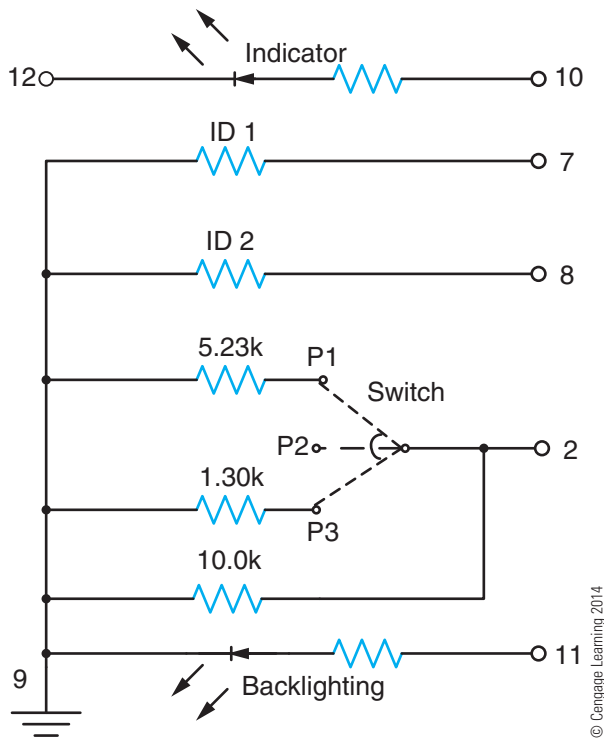 Indicator
12
10
ID 1
7
ID 2
8
5.23k
P1
Switch
P2
2
1.30k
P3
10.0k
11
9
Backlighting
© Cengage Learning 2014